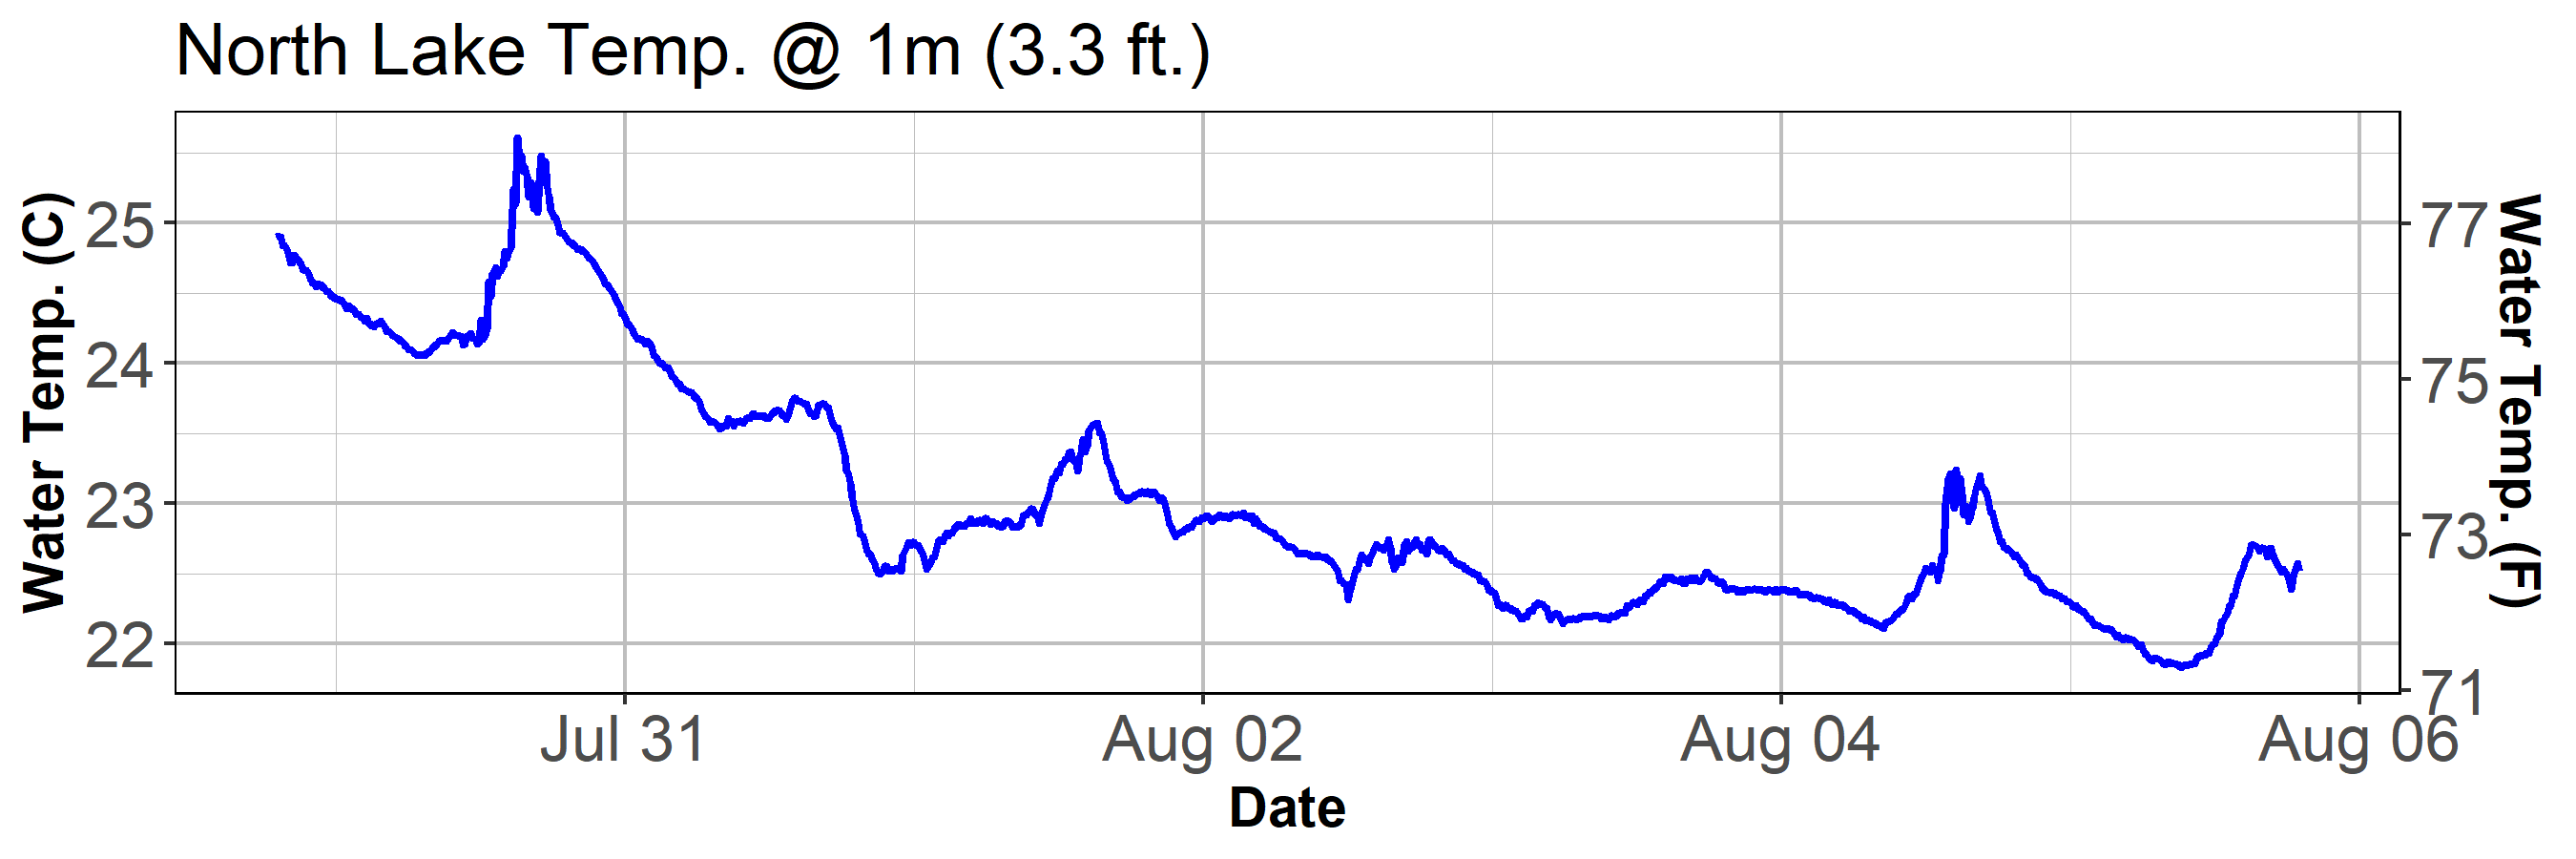 North Lake Temp. @ 1m (3.3 ft.)
Water Temp. (C)
25
24
23
22
77
75
73
71
Water Temp. (F)
Jul 31
Aug 02
Aug 04
Aug 06
Date